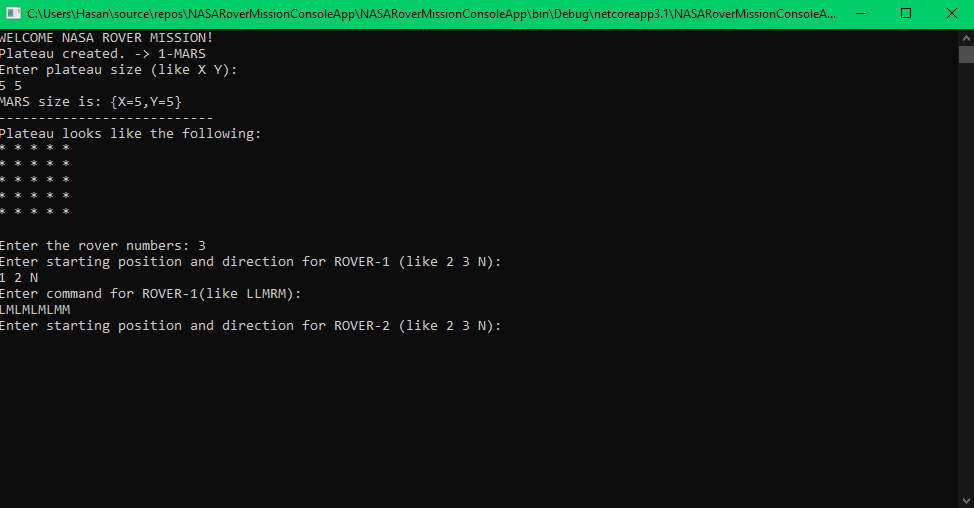 C:\Users\Hasan\source\repos\NASARoverMissionConsoleApp\NASARoverMissionConsoleApp\bin\Debug\netcoreapp3.1\NASARoverMissionConsoleA...
WELCOME NASA ROVER MISSION!
Plateau created. -> 1-MARS
Enter plateau size (like X Y):
5 5
MARS size is: {X=5,Y=5}
---------------------------
Plateau looks like the following:
* * * * *
* * * * *
* * * * *
* * * * *
* * * * *
Enter the rover numbers: 3
Enter starting position and direction for ROVER-1 (like 2 3 N):
1 2 N
Enter command for ROVER-1(like LLMRM):
LMLMLMLMM
Enter starting position and direction for ROVER-2 (like 2 3 N):